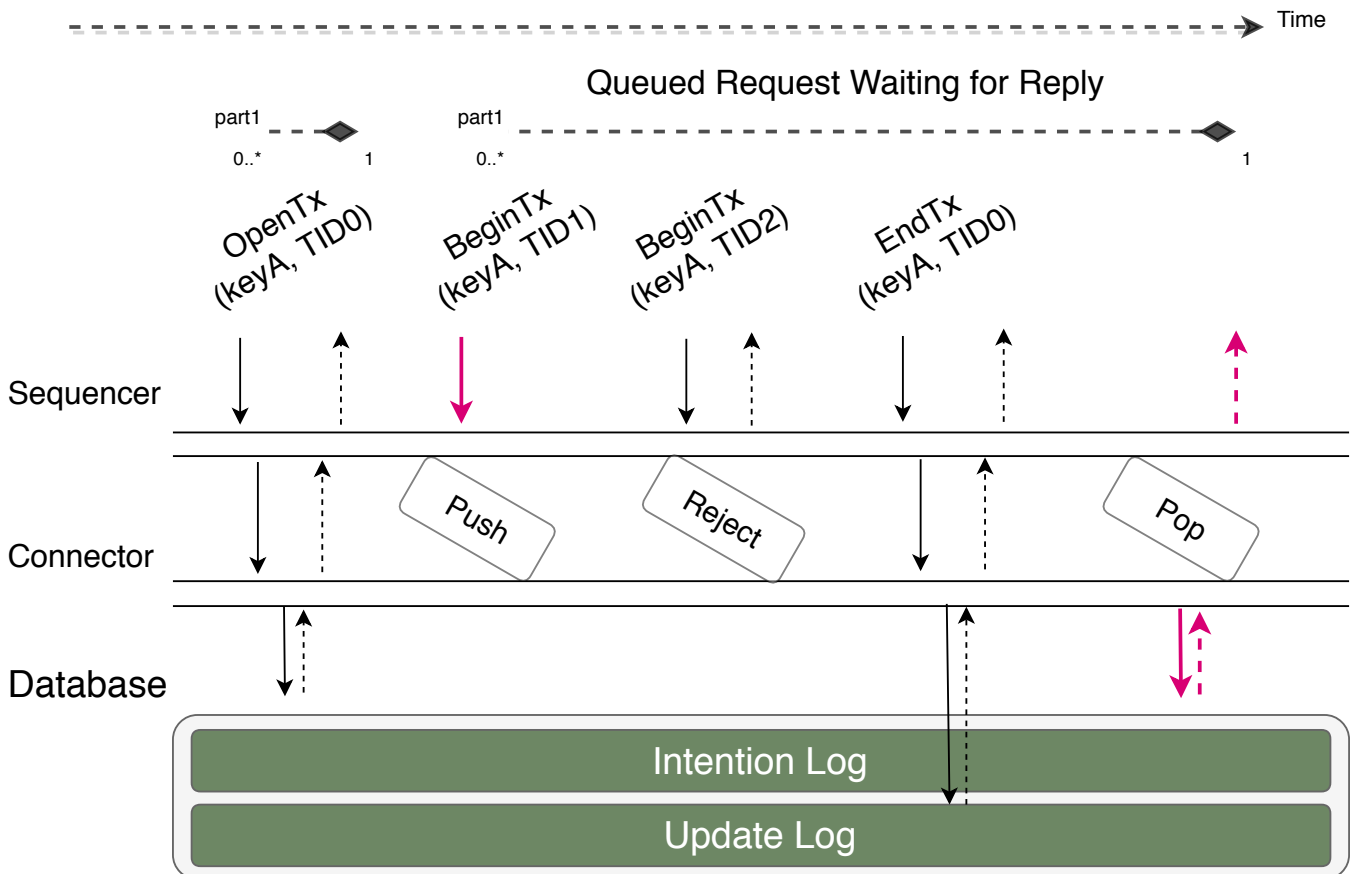 Time
Queued Request Waiting for Reply
part1
0..*
1
part1
0..*
1
OpenTx
(keyA, TID0)
BeginTx
(keyA, TID1)
BeginTx
(keyA, TID2)
EndTx
(keyA, TID0)
Sequencer
Push
Reject
Pop
Connector
Database
Intention Log
Update Log